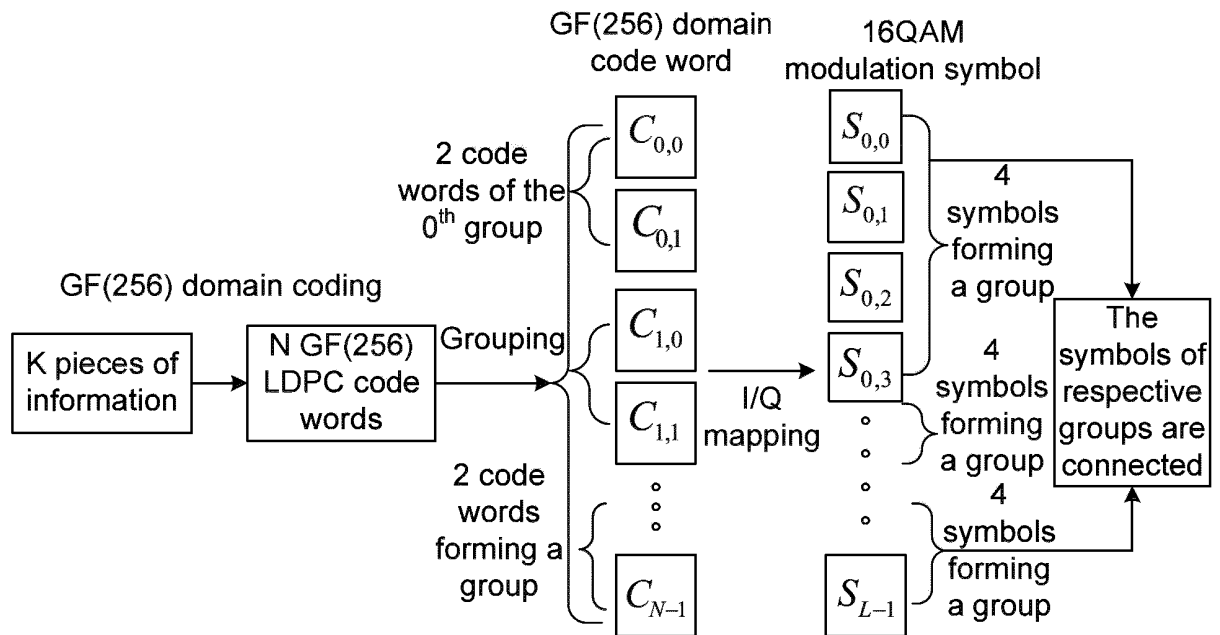 GF(256) domain
code word
16QAM
modulation symbol
2 code
words of the
0th group
C0,0
C0,1
S0,0
S0,1
S0,2
S0,3
4
symbols
forming
a group
GF(256) domain coding
K pieces of
information
N GF(256)
LDPC code
words
Grouping
C1,0
C1,1
I/Q
mapping
4
symbols
forming
a group
The
symbols of
respective
groups are
connected
2 code
words
forming a
group
CN−1
SL−1
4
symbols
forming
a group